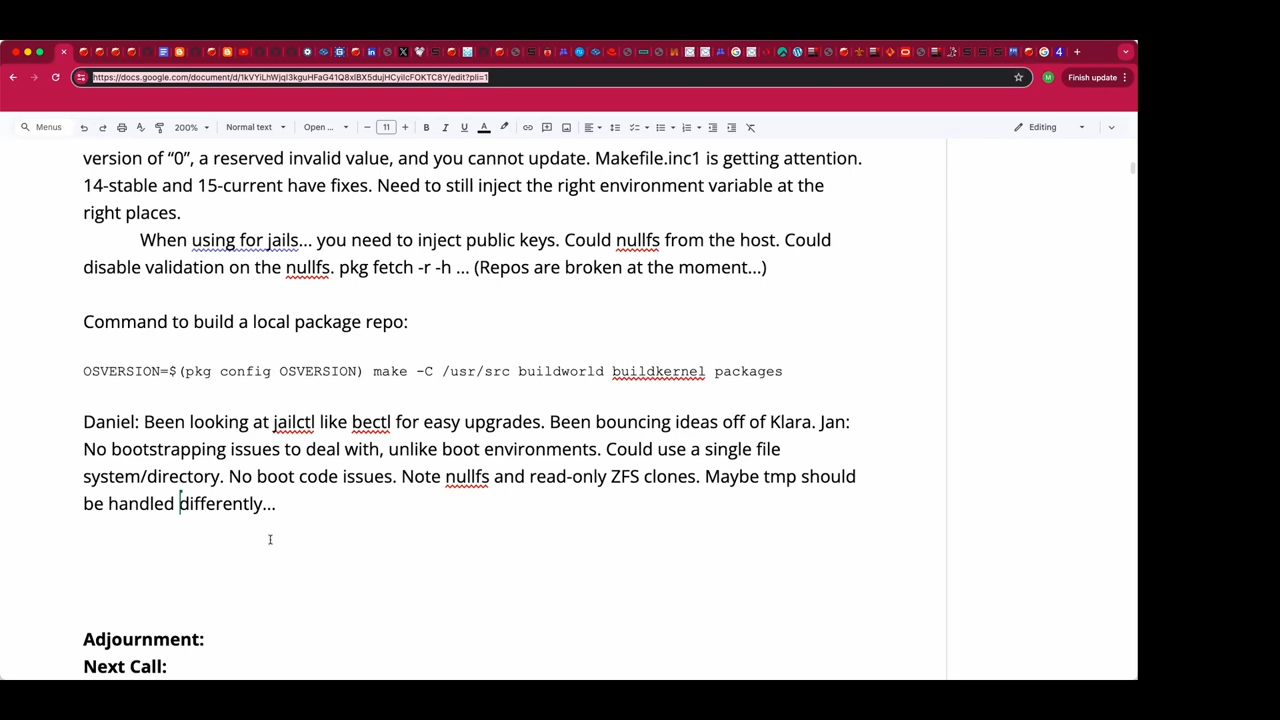 https://docs.google.com/document/d/1kVYiLhWjqI3kguHFaG41Q8xIBX5dujHCyilcFOKTC8Y/edit?pli=1
Finish update
Menus
200%
Normal text
Open ...
11
Editing
version of “0”, a reserved invalid value, and you cannot update. Makefile.inc1 is getting attention.
14-stable and 15-current have fixes. Need to still inject the right environment variable at the
right places.
When using for jails... you need to inject public keys. Could nullfs from the host. Could
disable validation on the nullfs. pkg fetch -r -h ... (Repos are broken at the moment...)
Command to build a local package repo:
OSVERSION=$(pkg config OSVERSION) make -C /usr/src buildworld buildkernel packages
Daniel: Been looking at jailctl like bectl for easy upgrades. Been bouncing ideas off of Klara. Jan:
No bootstrapping issues to deal with, unlike boot environments. Could use a single file
system/directory. No boot code issues. Note nullfs and read-only ZFS clones. Maybe tmp should
be handled differently...
Adjournment:
Next Call: